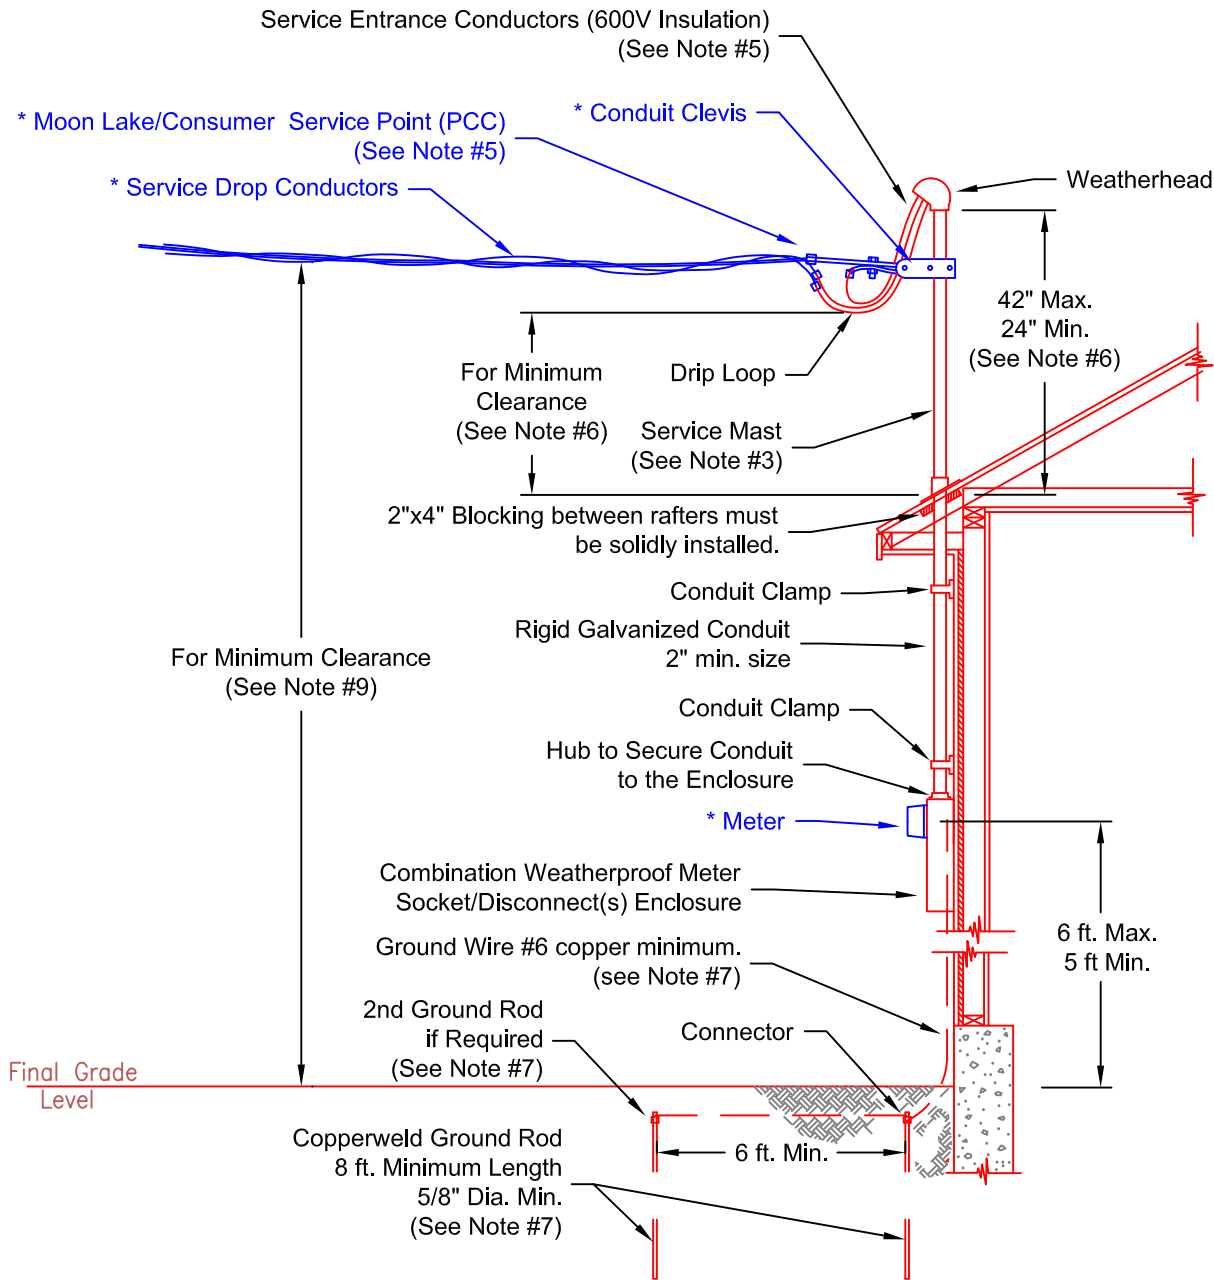 Service Entrance Conductors (600V Insulation)
(See Note #5)
* Moon Lake/Consumer  Service Point (PCC)
(See Note #5)
* Conduit Clevis
* Service Drop Conductors
Weatherhead
42" Max.
24" Min.
(See Note #6)
For Minimum
Clearance
(See Note #6)
Drip Loop
Service Mast
(See Note #3)
2"x4" Blocking between rafters must
be solidly installed.
Conduit Clamp
Rigid Galvanized Conduit
2" min. size
For Minimum Clearance
(See Note #9)
Conduit Clamp
Hub to Secure Conduit
to the Enclosure
* Meter
Combination Weatherproof Meter
Socket/Disconnect(s) Enclosure
6 ft. Max.
5 ft Min.
Ground Wire #6 copper minimum.
(see Note #7)
2nd Ground Rod
if Required
(See Note #7)
Connector
Final Grade
Level
Copperweld Ground Rod
8 ft. Minimum Length
5/8" Dia. Min.
(See Note #7)
6 ft. Min.